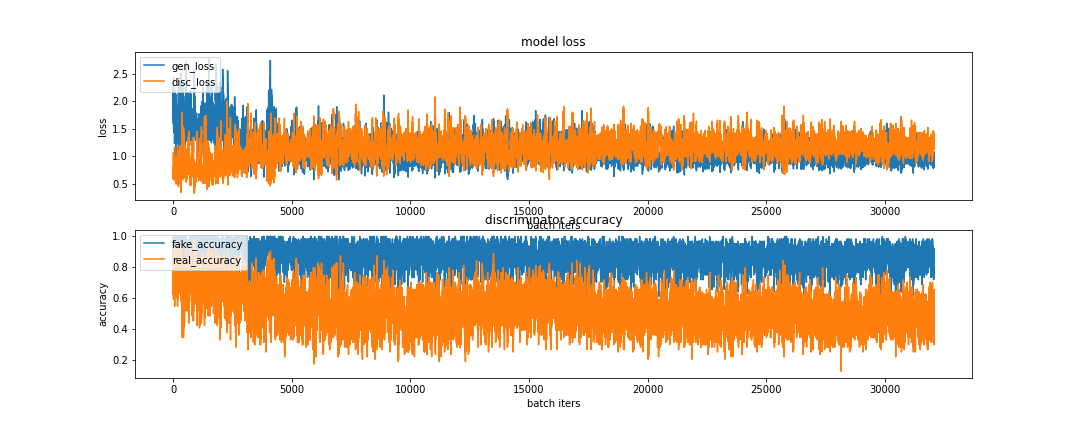 model loss
gen_loss
disc_loss
loss
2.5
2.0
1.5
1.0
0.5
0 5000 10000 15000 20000 25000 30000
batch iters
discriminator accuracy
fake_accuracy
real_accuracy
accuracy
1.0
0.8
0.6
0.4
0.2
0 5000 10000 15000 20000 25000 30000
batch iters